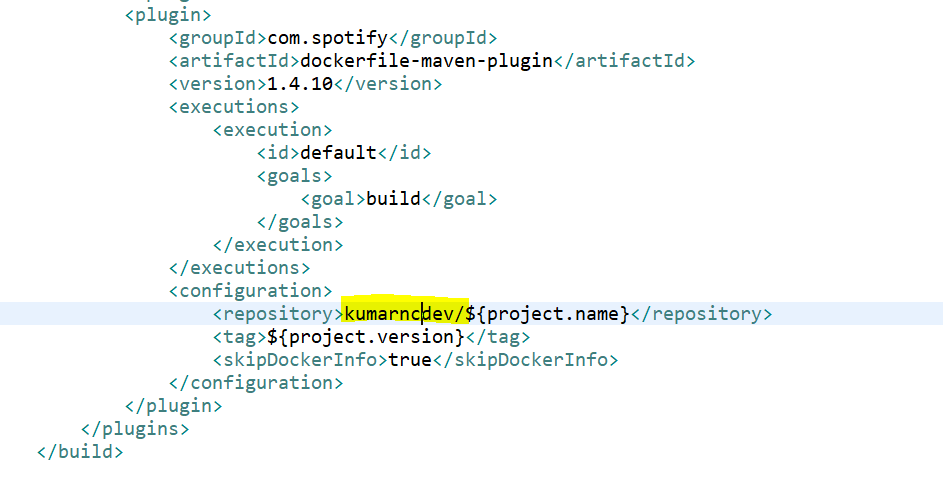 <plugin>
<groupId>com.spotify</groupId>
<artifactId>dockerfile-maven-plugin</artifactId>
<version>1.4.10</version>
<executions>
<execution>
<id>default</id>
<goals>
<goal>build</goal>
</goals>
</execution>
</executions>
<configuration>
<repository>kumarncdev/${project.name}</repository>
<tag>${project.version}</tag>
<skipDockerInfo>true</skipDockerInfo>
</configuration>
</plugin>
</plugins>
</build>